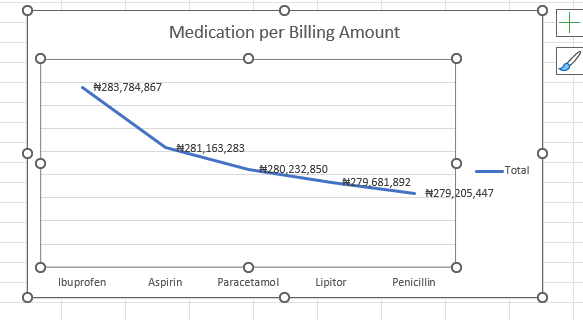 Medication per Billing Amount
₦283,784,867
₦281,163,283
₦280,232,850
₦279,681,892
₦279,205,447
Total
Ibuprofen
Aspirin
Paracetamol
Lipitor
Penicillin